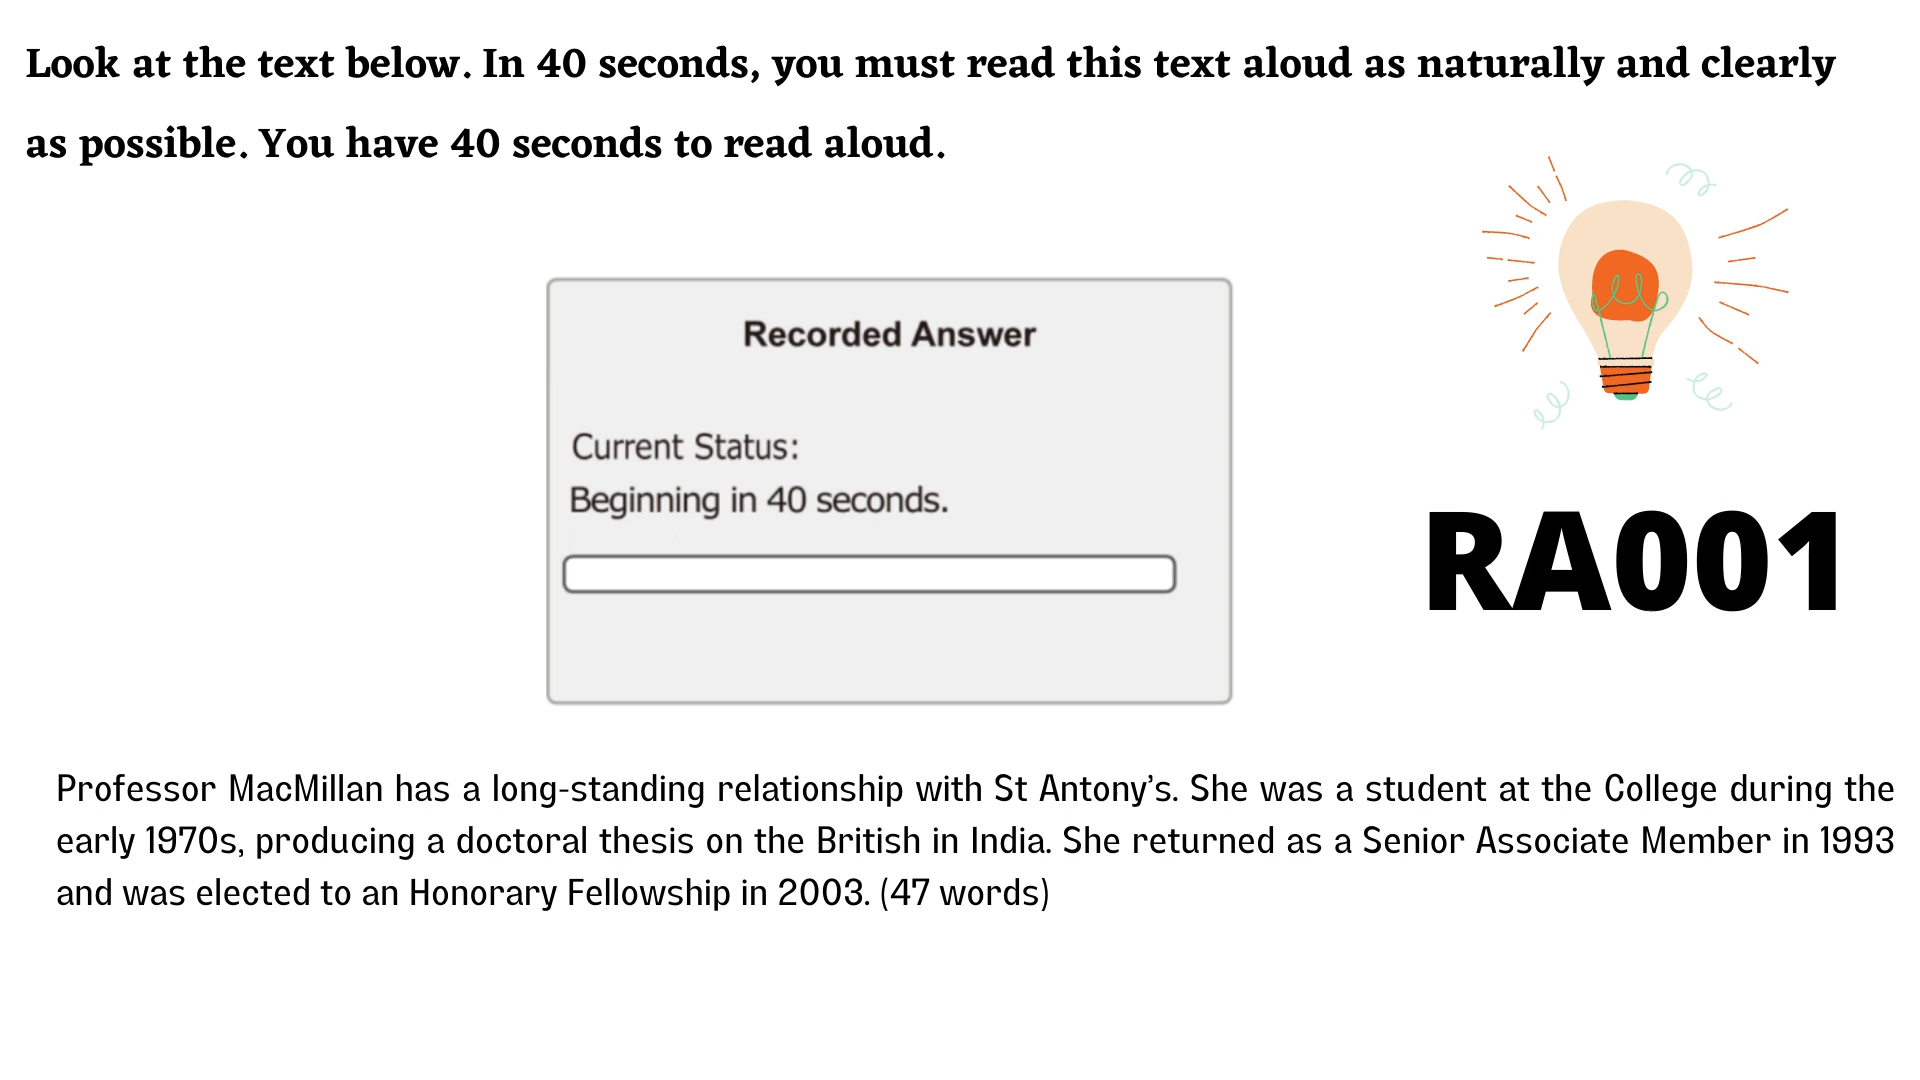 Look at the text below. In 40 seconds, you must read this text aloud as naturally and clearly
as possible. You have 40 seconds to read aloud.
Recorded Answer
Current Status:
Beginning in 40 seconds.
RA001
Professor MacMillan has a long-standing relationship with St Antony’s. She was a student at the College during the
early 1970s, producing a doctoral thesis on the British in India. She returned as a Senior Associate Member in 1993
and was elected to an Honorary Fellowship in 2003. (47 words)